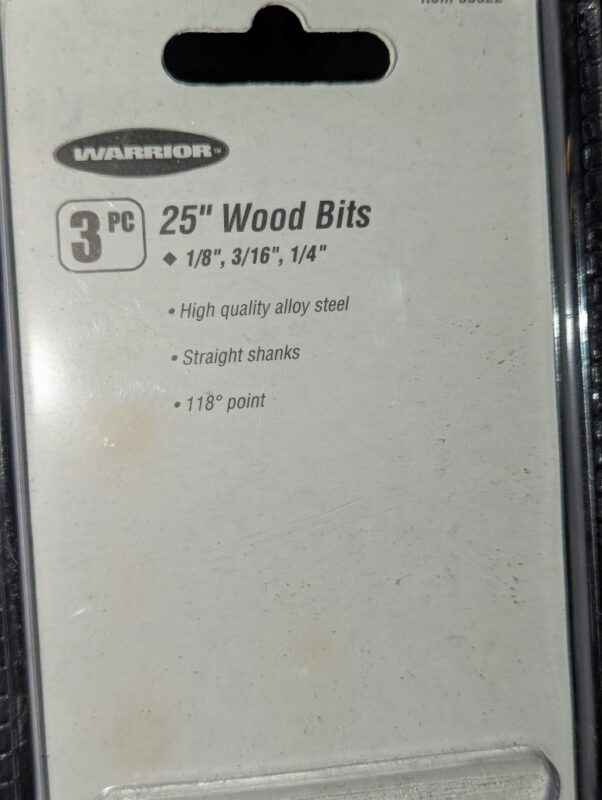 WARRIOR™
3 PC
25" Wood Bits
◆ 1/8", 3/16", 1/4"
• High quality alloy steel
• Straight shanks
• 118° point